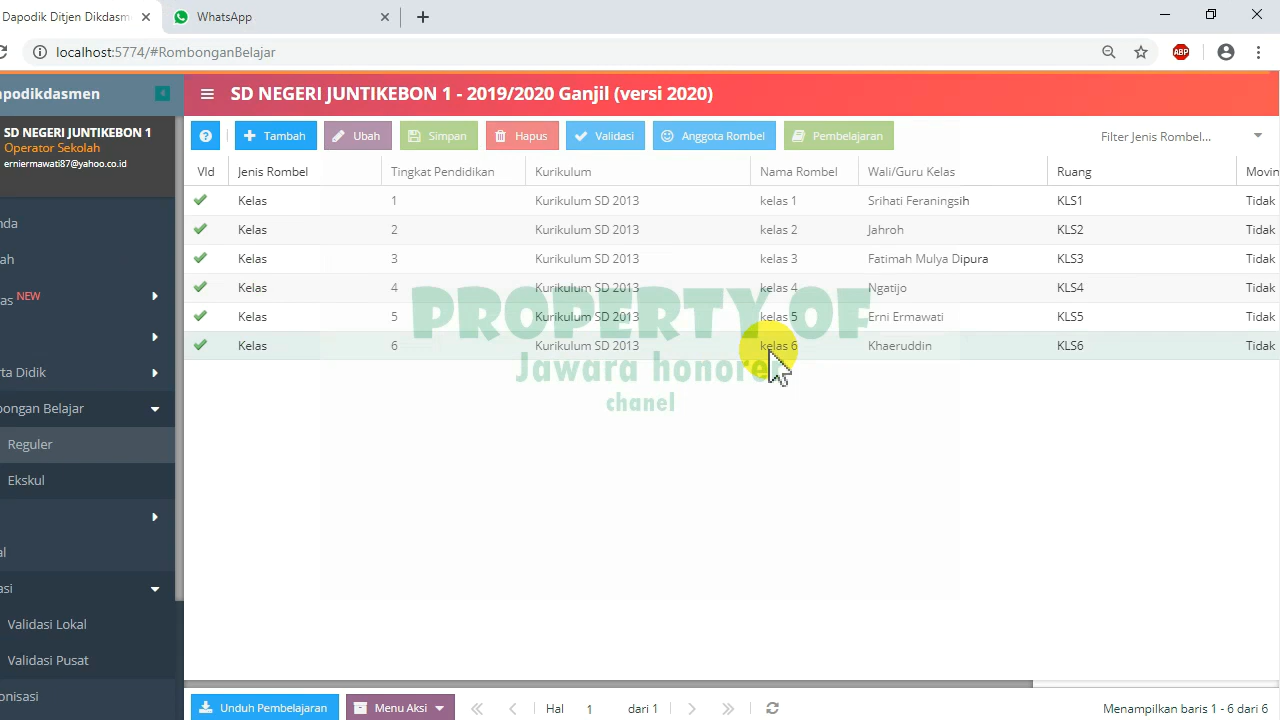 Dapodik Ditjen Dikdasm
WhatsApp
localhost:5774/#RombonganBelajar
ABP
apodikdasmen
SD NEGERI JUNTIKEBON 1 - 2019/2020 Ganjil (versi 2020)
SD NEGERI JUNTIKEBON 1
Operator Sekolah
erniermawati87@yahoo.co.id
Tambah Ubah Simpan Hapus Validasi Anggota Rombel Pembelajaran Filter Jenis Rombel...
Vld Jenis Rombel Tingkat Pendidikan Kurikulum Nama Rombel Wali/Guru Kelas Ruang Movin
Kelas 1 Kurikulum SD 2013 kelas 1 Srihati Feraningsih KLS1 Tidak
Kelas 2 Kurikulum SD 2013 kelas 2 Jahroh KLS2 Tidak
Kelas 3 Kurikulum SD 2013 kelas 3 Fatimah Mulya Dipura KLS3 Tidak
Kelas 4 Kurikulum SD 2013 kelas 4 Ngatijo KLS4 Tidak
Kelas 5 Kurikulum SD 2013 kelas 5 Erni Ermawati KLS5 Tidak
Kelas 6 Kurikulum SD 2013 kelas 6 Khaeruddin KLS6 Tidak
PROPERTY OF
Jawara honorer
chanel
nda
ah
as NEW
rta Didik
bongan Belajar
Reguler
Ekskul
al
asi
Validasi Lokal
Validasi Pusat
onisasi
Unduh Pembelajaran Menu Aksi Hal 1 dari 1 Menampilkan baris 1 - 6 dari 6